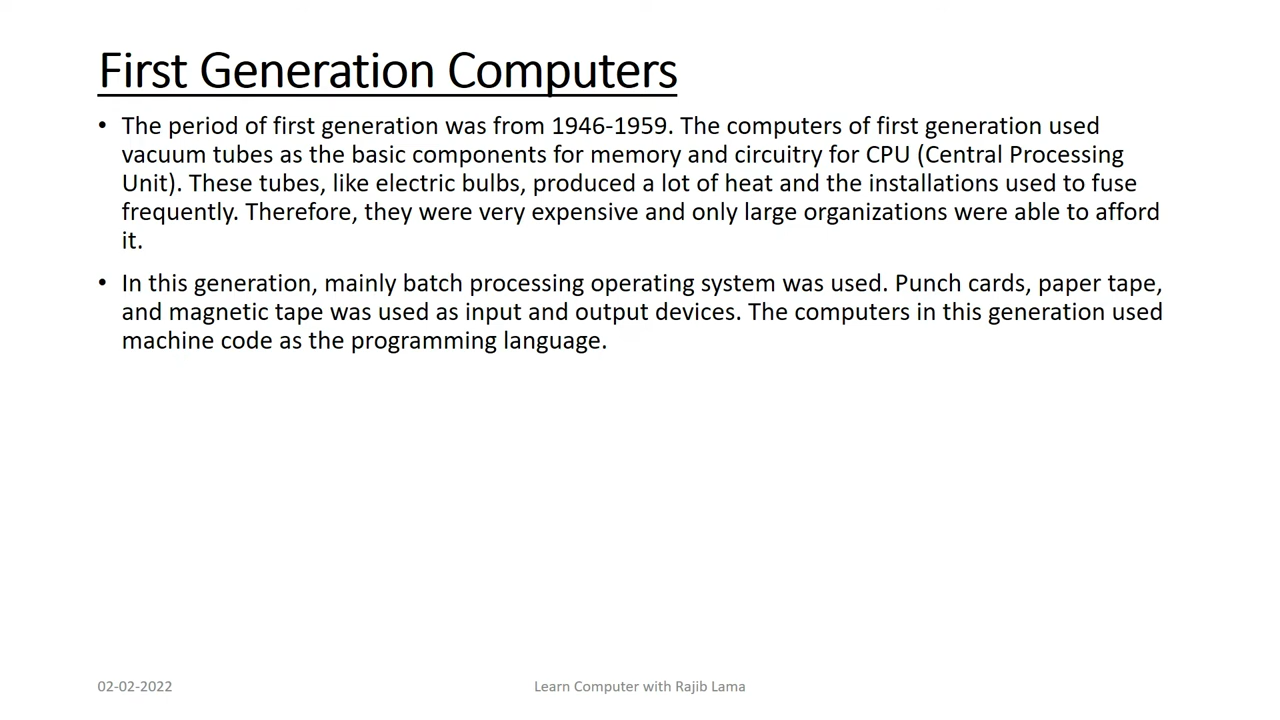 First Generation Computers
• The period of first generation was from 1946-1959. The computers of first generation used
vacuum tubes as the basic components for memory and circuitry for CPU (Central Processing
Unit). These tubes, like electric bulbs, produced a lot of heat and the installations used to fuse
frequently. Therefore, they were very expensive and only large organizations were able to afford
it.
• In this generation, mainly batch processing operating system was used. Punch cards, paper tape,
and magnetic tape was used as input and output devices. The computers in this generation used
machine code as the programming language.
02-02-2022
Learn Computer with Rajib Lama